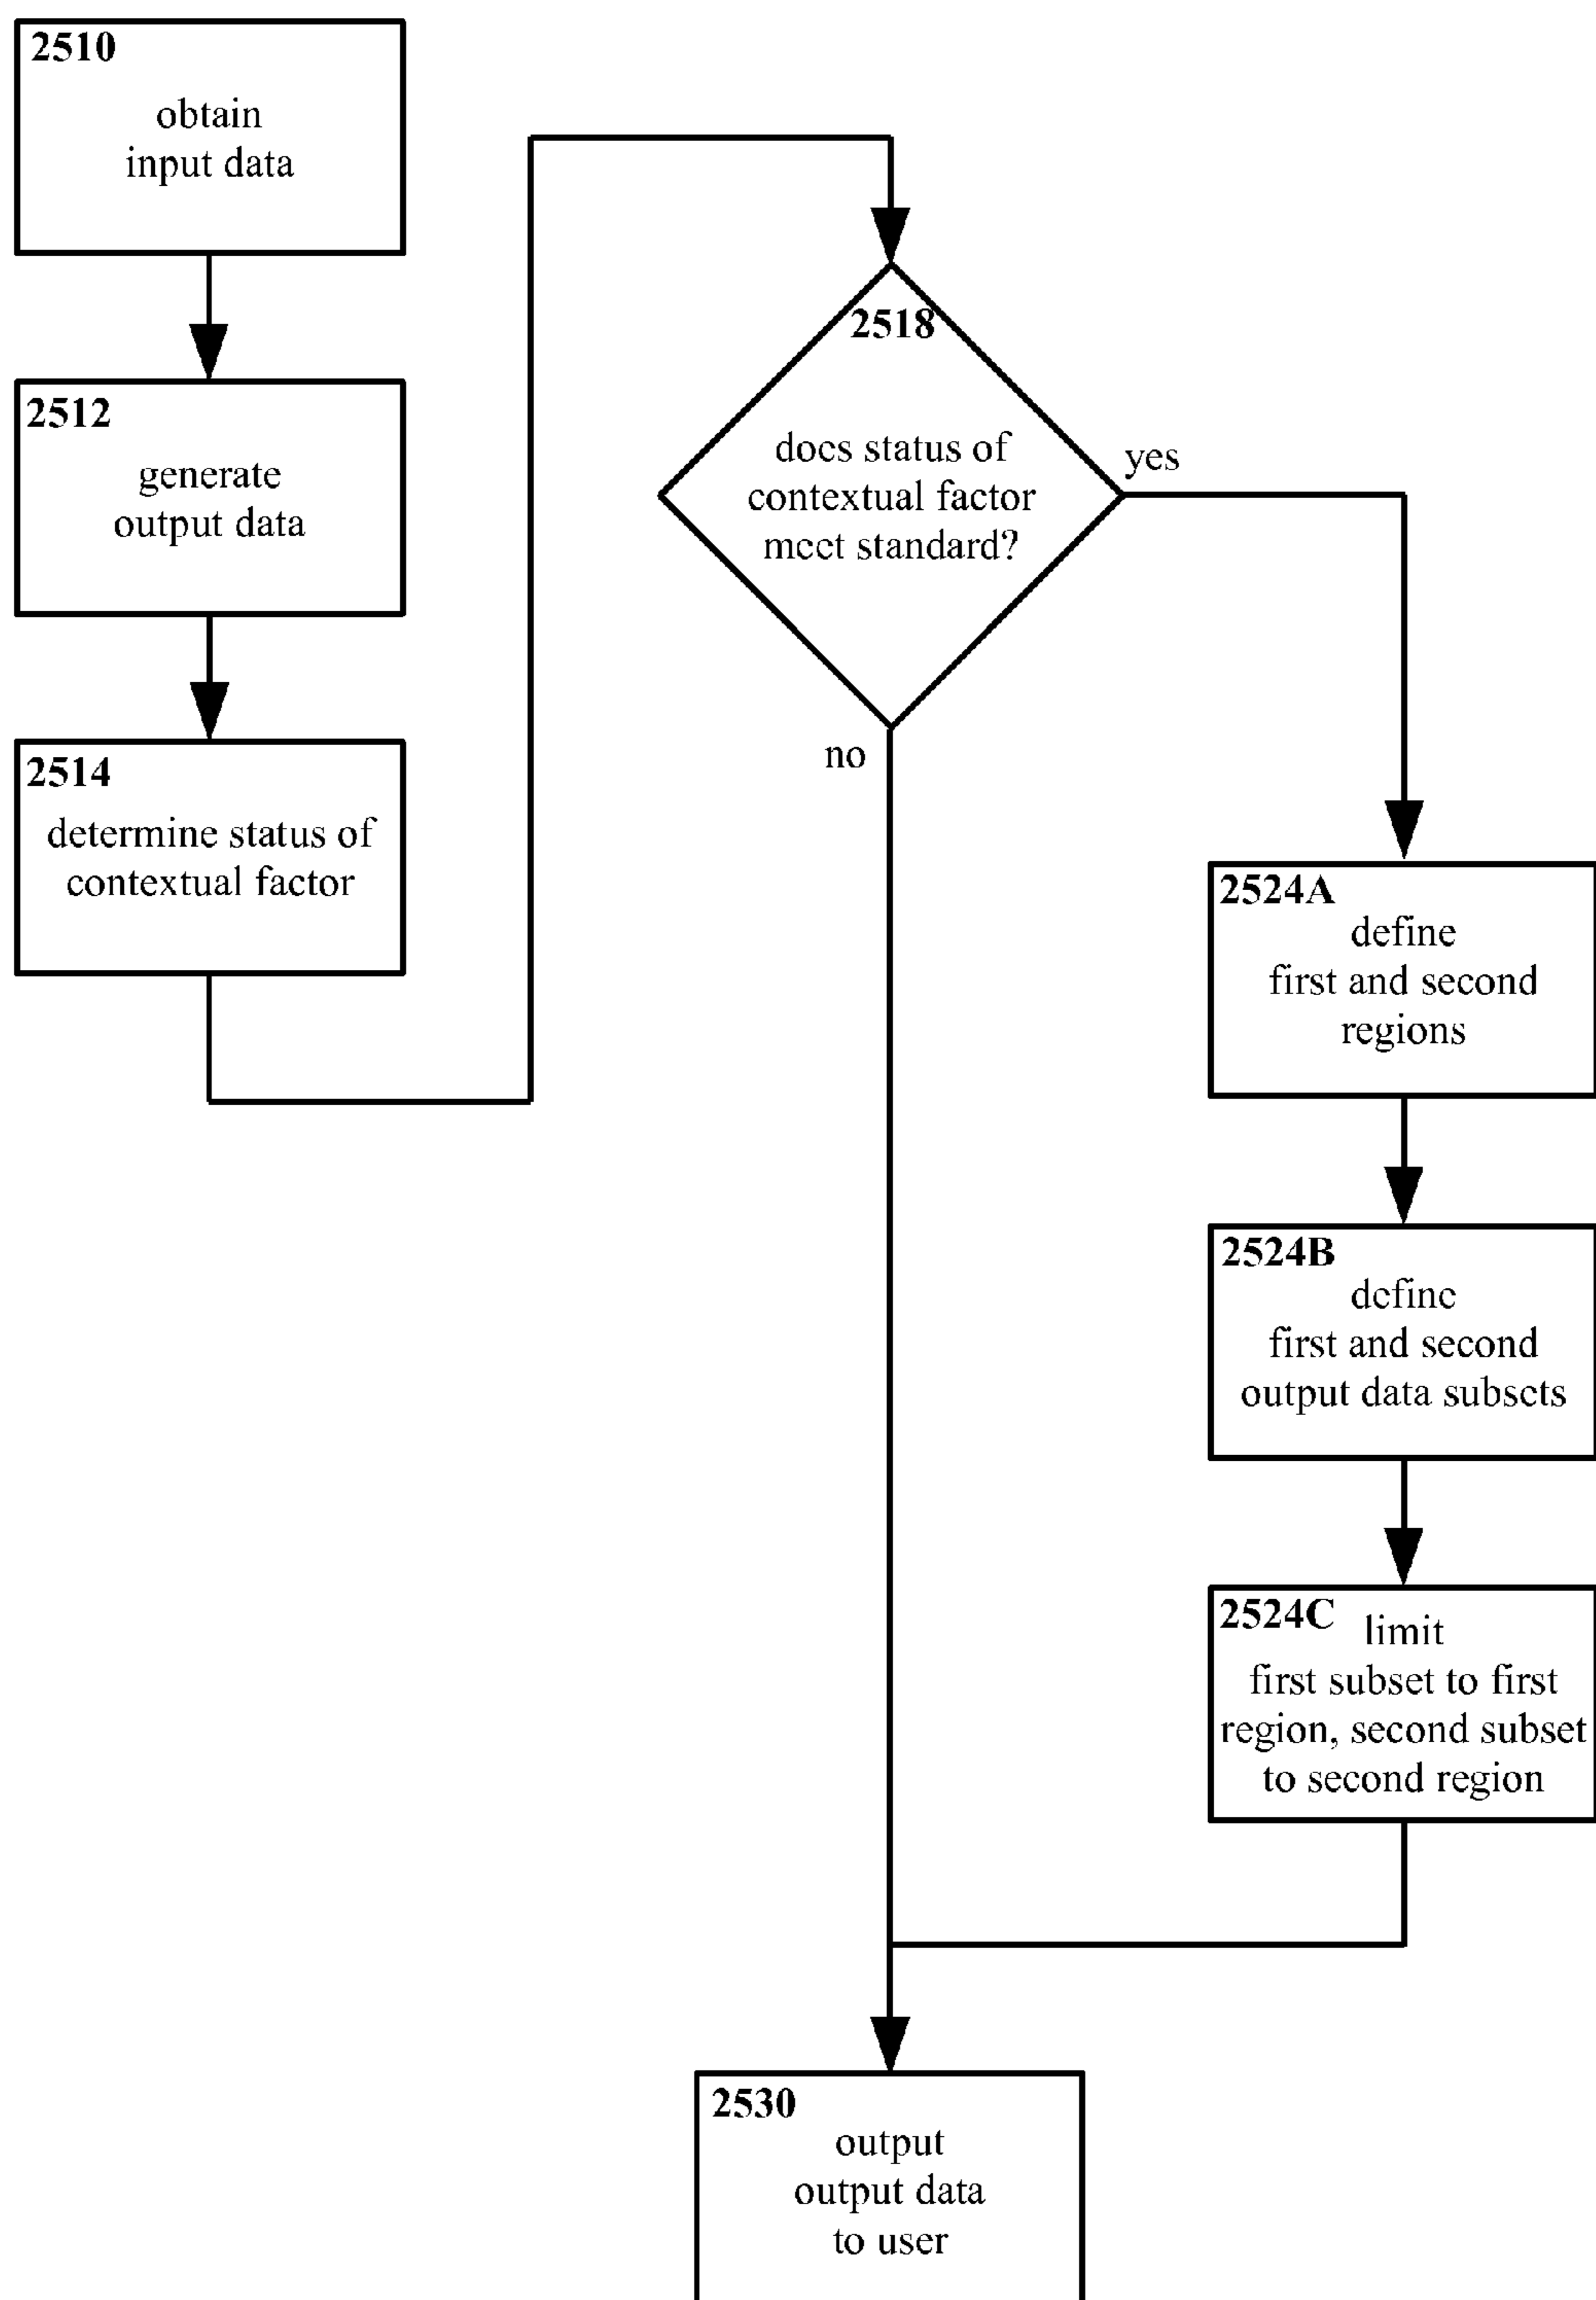 2510
obtain
input data
2512
generate
output data
2514
determine status of
contextual factor
2518
does status of
contextual factor
meet standard?
yes
no
2524A
define
first and second
regions
2524B
define
first and second
output data subsets
2524C
limit
first subset to first
region, second subset
to second region
2530
output
output data
to user